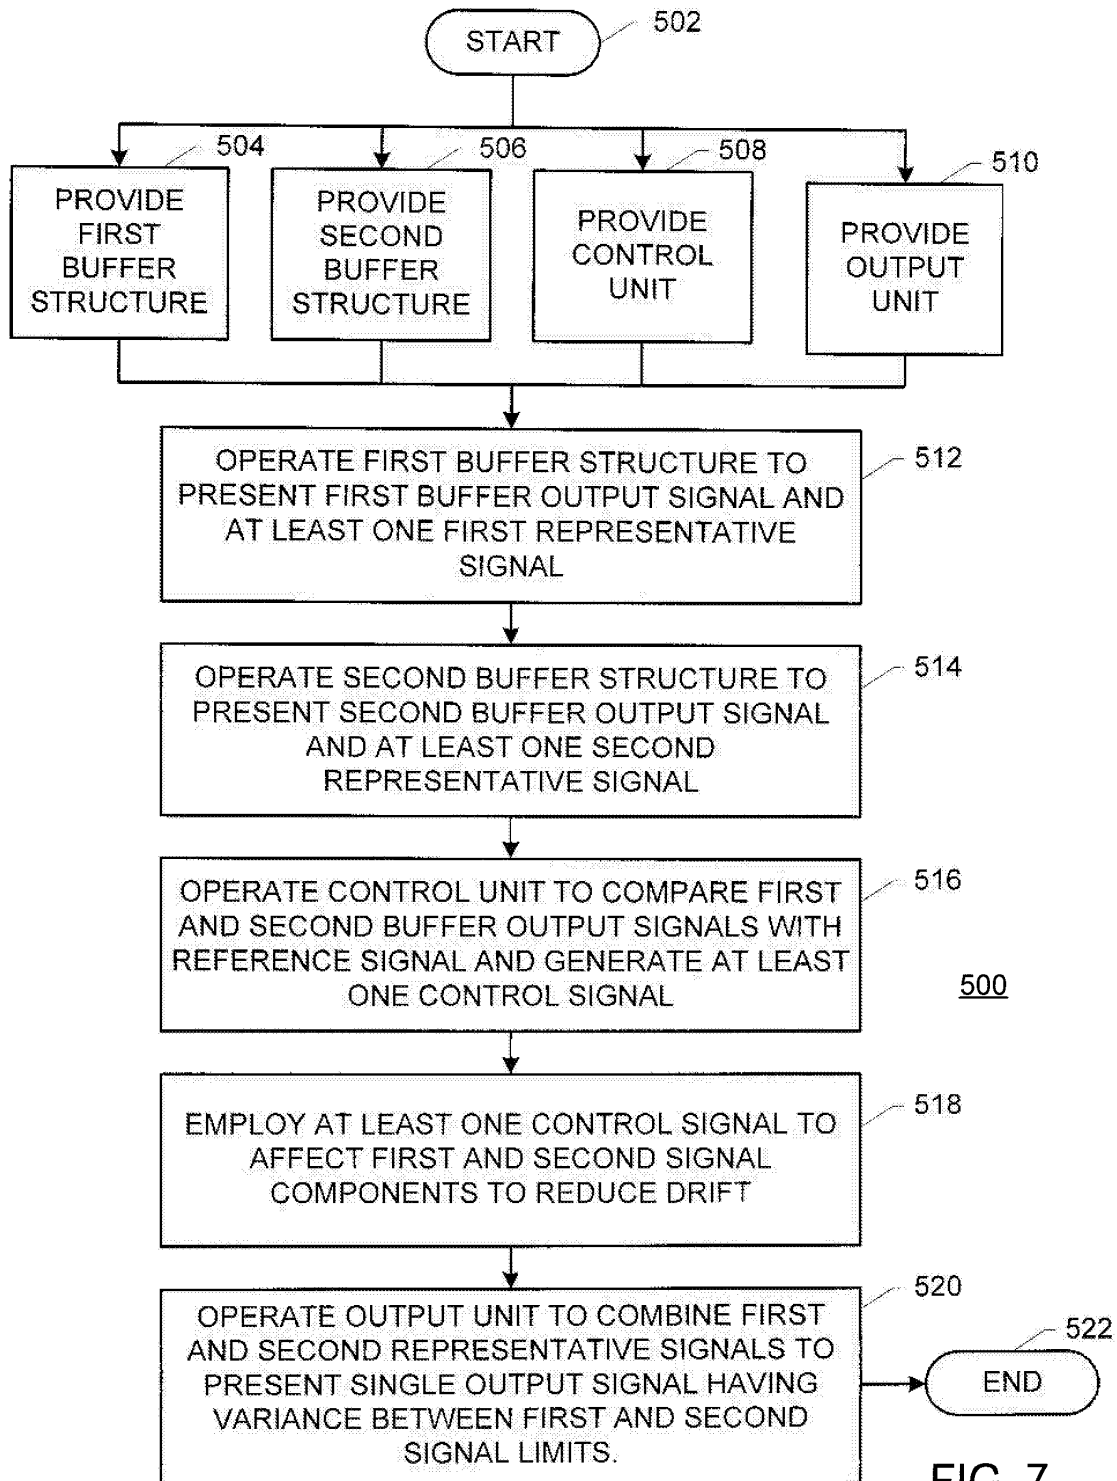 START
502
504
506
508
510
PROVIDE
FIRST
BUFFER
STRUCTURE
PROVIDE
SECOND
BUFFER
STRUCTURE
PROVIDE
CONTROL
UNIT
PROVIDE
OUTPUT
UNIT
OPERATE FIRST BUFFER STRUCTURE TO
PRESENT FIRST BUFFER OUTPUT SIGNAL AND
AT LEAST ONE FIRST REPRESENTATIVE
SIGNAL
512
OPERATE SECOND BUFFER STRUCTURE TO
PRESENT SECOND BUFFER OUTPUT SIGNAL
AND AT LEAST ONE SECOND
REPRESENTATIVE SIGNAL
514
OPERATE CONTROL UNIT TO COMPARE FIRST
AND SECOND BUFFER OUTPUT SIGNALS WITH
REFERENCE SIGNAL AND GENERATE AT LEAST
ONE CONTROL SIGNAL
516
500
EMPLOY AT LEAST ONE CONTROL SIGNAL TO
AFFECT FIRST AND SECOND SIGNAL
COMPONENTS TO REDUCE DRIFT
518
OPERATE OUTPUT UNIT TO COMBINE FIRST
AND SECOND REPRESENTATIVE SIGNALS TO
PRESENT SINGLE OUTPUT SIGNAL HAVING
VARIANCE BETWEEN FIRST AND SECOND
SIGNAL LIMITS.
520
522
END
FIG. 7